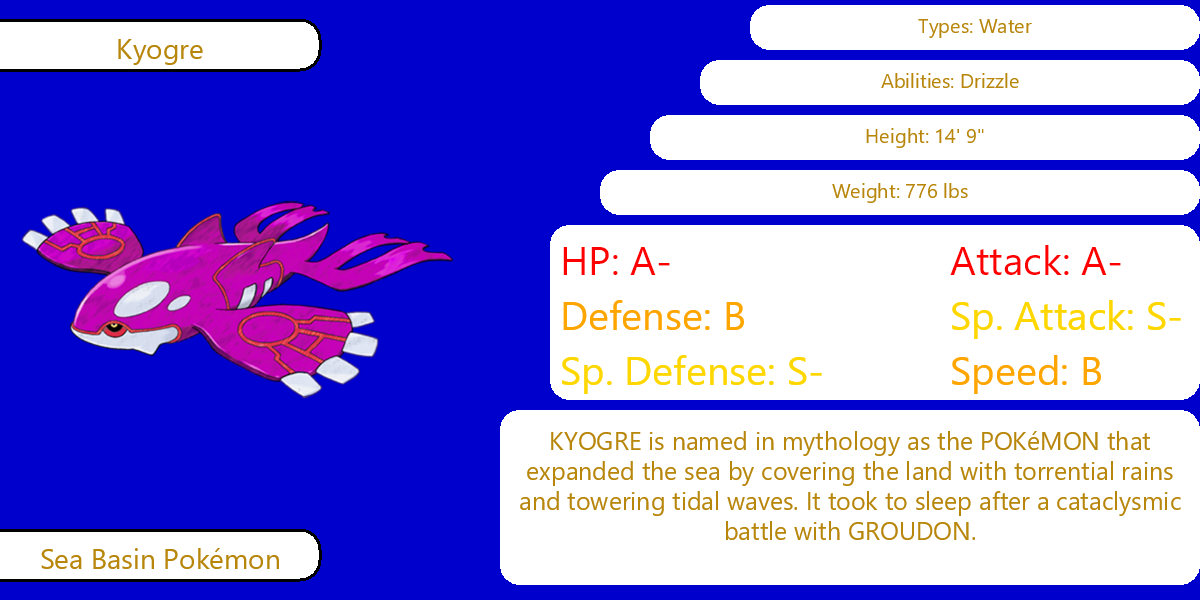 Kyogre
Types: Water
Abilities: Drizzle
Height: 14' 9"
Weight: 776 lbs
HP: A-
Attack: A-
Defense: B
Sp. Attack: S-
Sp. Defense: S-
Speed: B
KYOGRE is named in mythology as the POKéMON that
expanded the sea by covering the land with torrential rains
and towering tidal waves. It took to sleep after a cataclysmic
battle with GROUDON.
Sea Basin Pokémon